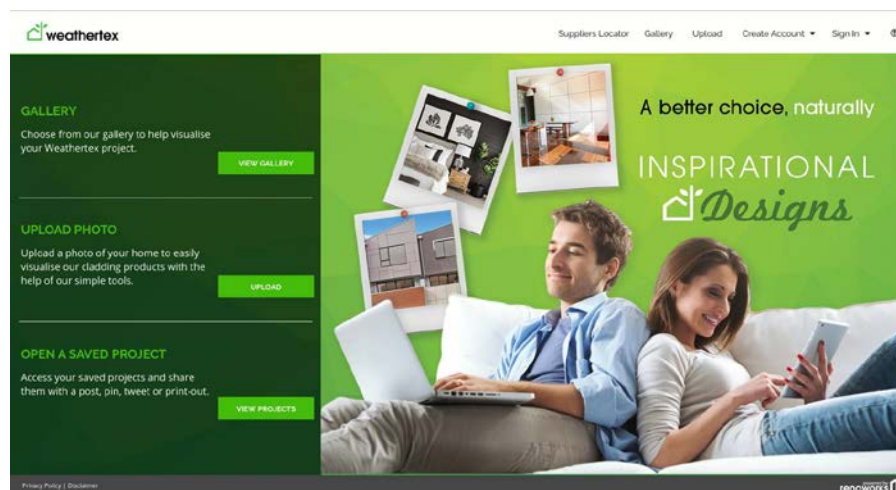 weathertex
Suppliers Locator Gallery Upload Create Account Sign In
GALLERY
Choose from our gallery to help visualise
your Weathertex project.
VIEW GALLERY
UPLOAD PHOTO
Upload a photo of your home to easily
visualise our cladding products with the
help of our simple tools.
UPLOAD
OPEN A SAVED PROJECT
Access your saved projects and share
them with a post, pin, tweet or print-out.
VIEW PROJECTS
A better choice, naturally
INSPIRATIONAL
Designs
Privacy Policy | Disclaimer
powered by
renoworks